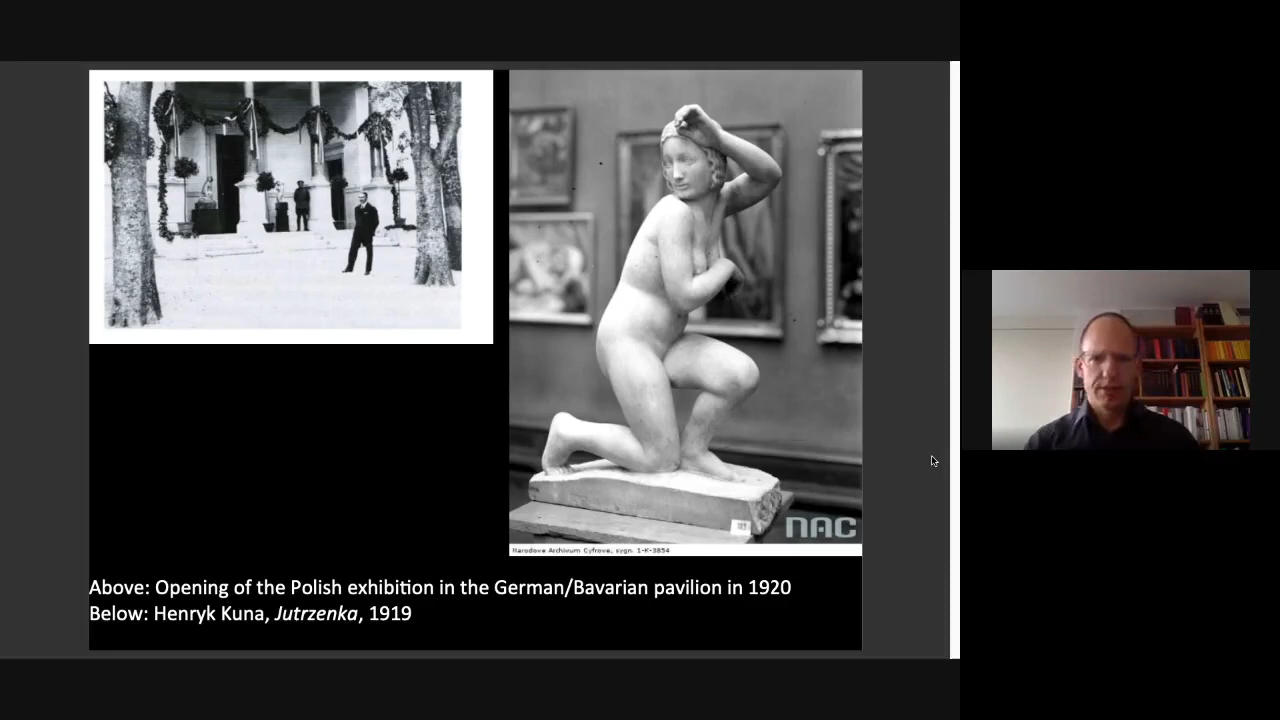 NAC
Narodowe Archiwum Cyfrowe, sygn. 1-K-3854
Above: Opening of the Polish exhibition in the German/Bavarian pavilion in 1920
Below: Henryk Kuna, Jutrzenka, 1919